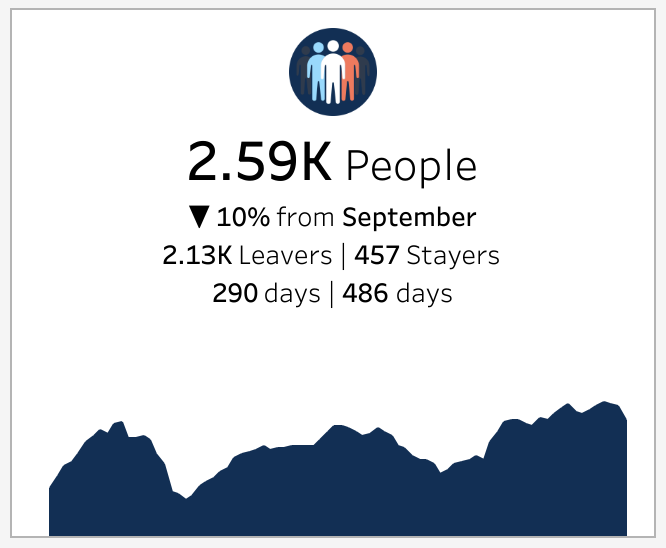 2.59K People
▼ 10% from September
2.13K Leavers | 457 Stayers
290 days | 486 days